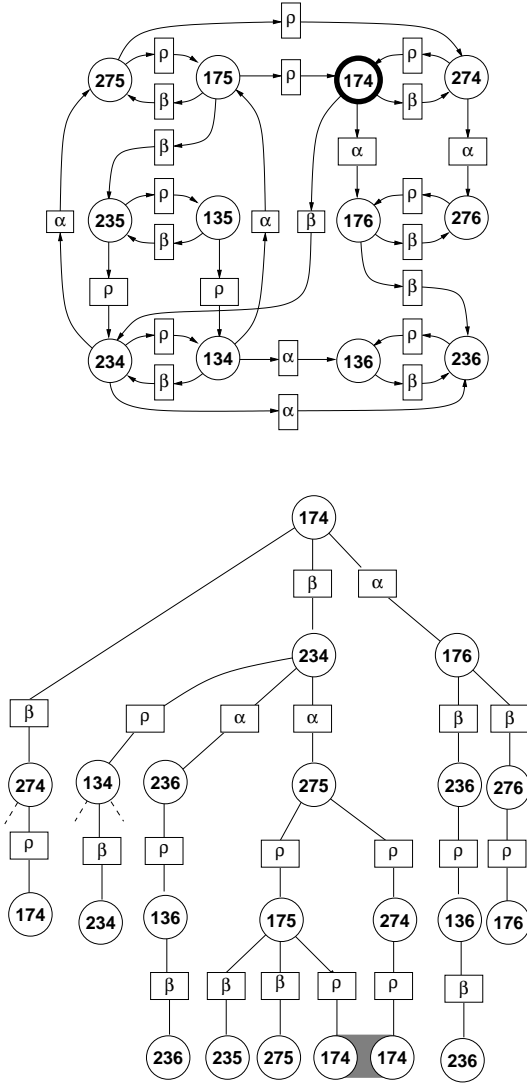 ρ
275 ρ 175 ρ 174 ρ 274
β β
β α α
α 235 ρ 135 α β 176 ρ 276
β β
ρ ρ β
234 ρ 134 α 136 ρ 236
β β
α
174
β α
234 176
β ρ α α β β
274 134 236 275 236 276
ρ β ρ ρ ρ ρ ρ
174 234 136 175 274 136 176
β β β ρ ρ β
236 235 275 174 174 236